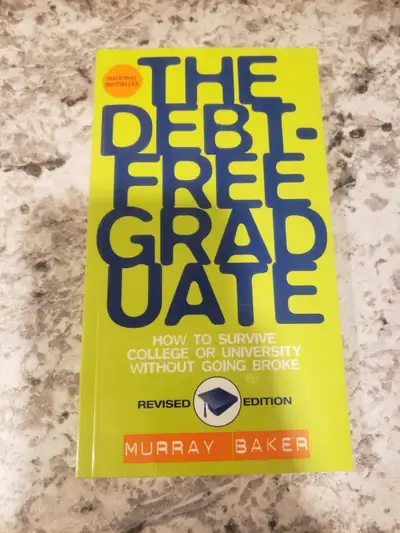 NATIONAL
BESTSELLER
THE
DEBT-
FREE
GRAD
UATE
HOW TO SURVIVE
COLLEGE OR UNIVERSITY
WITHOUT GOING BROKE
REVISED EDITION
MURRAY BAKER